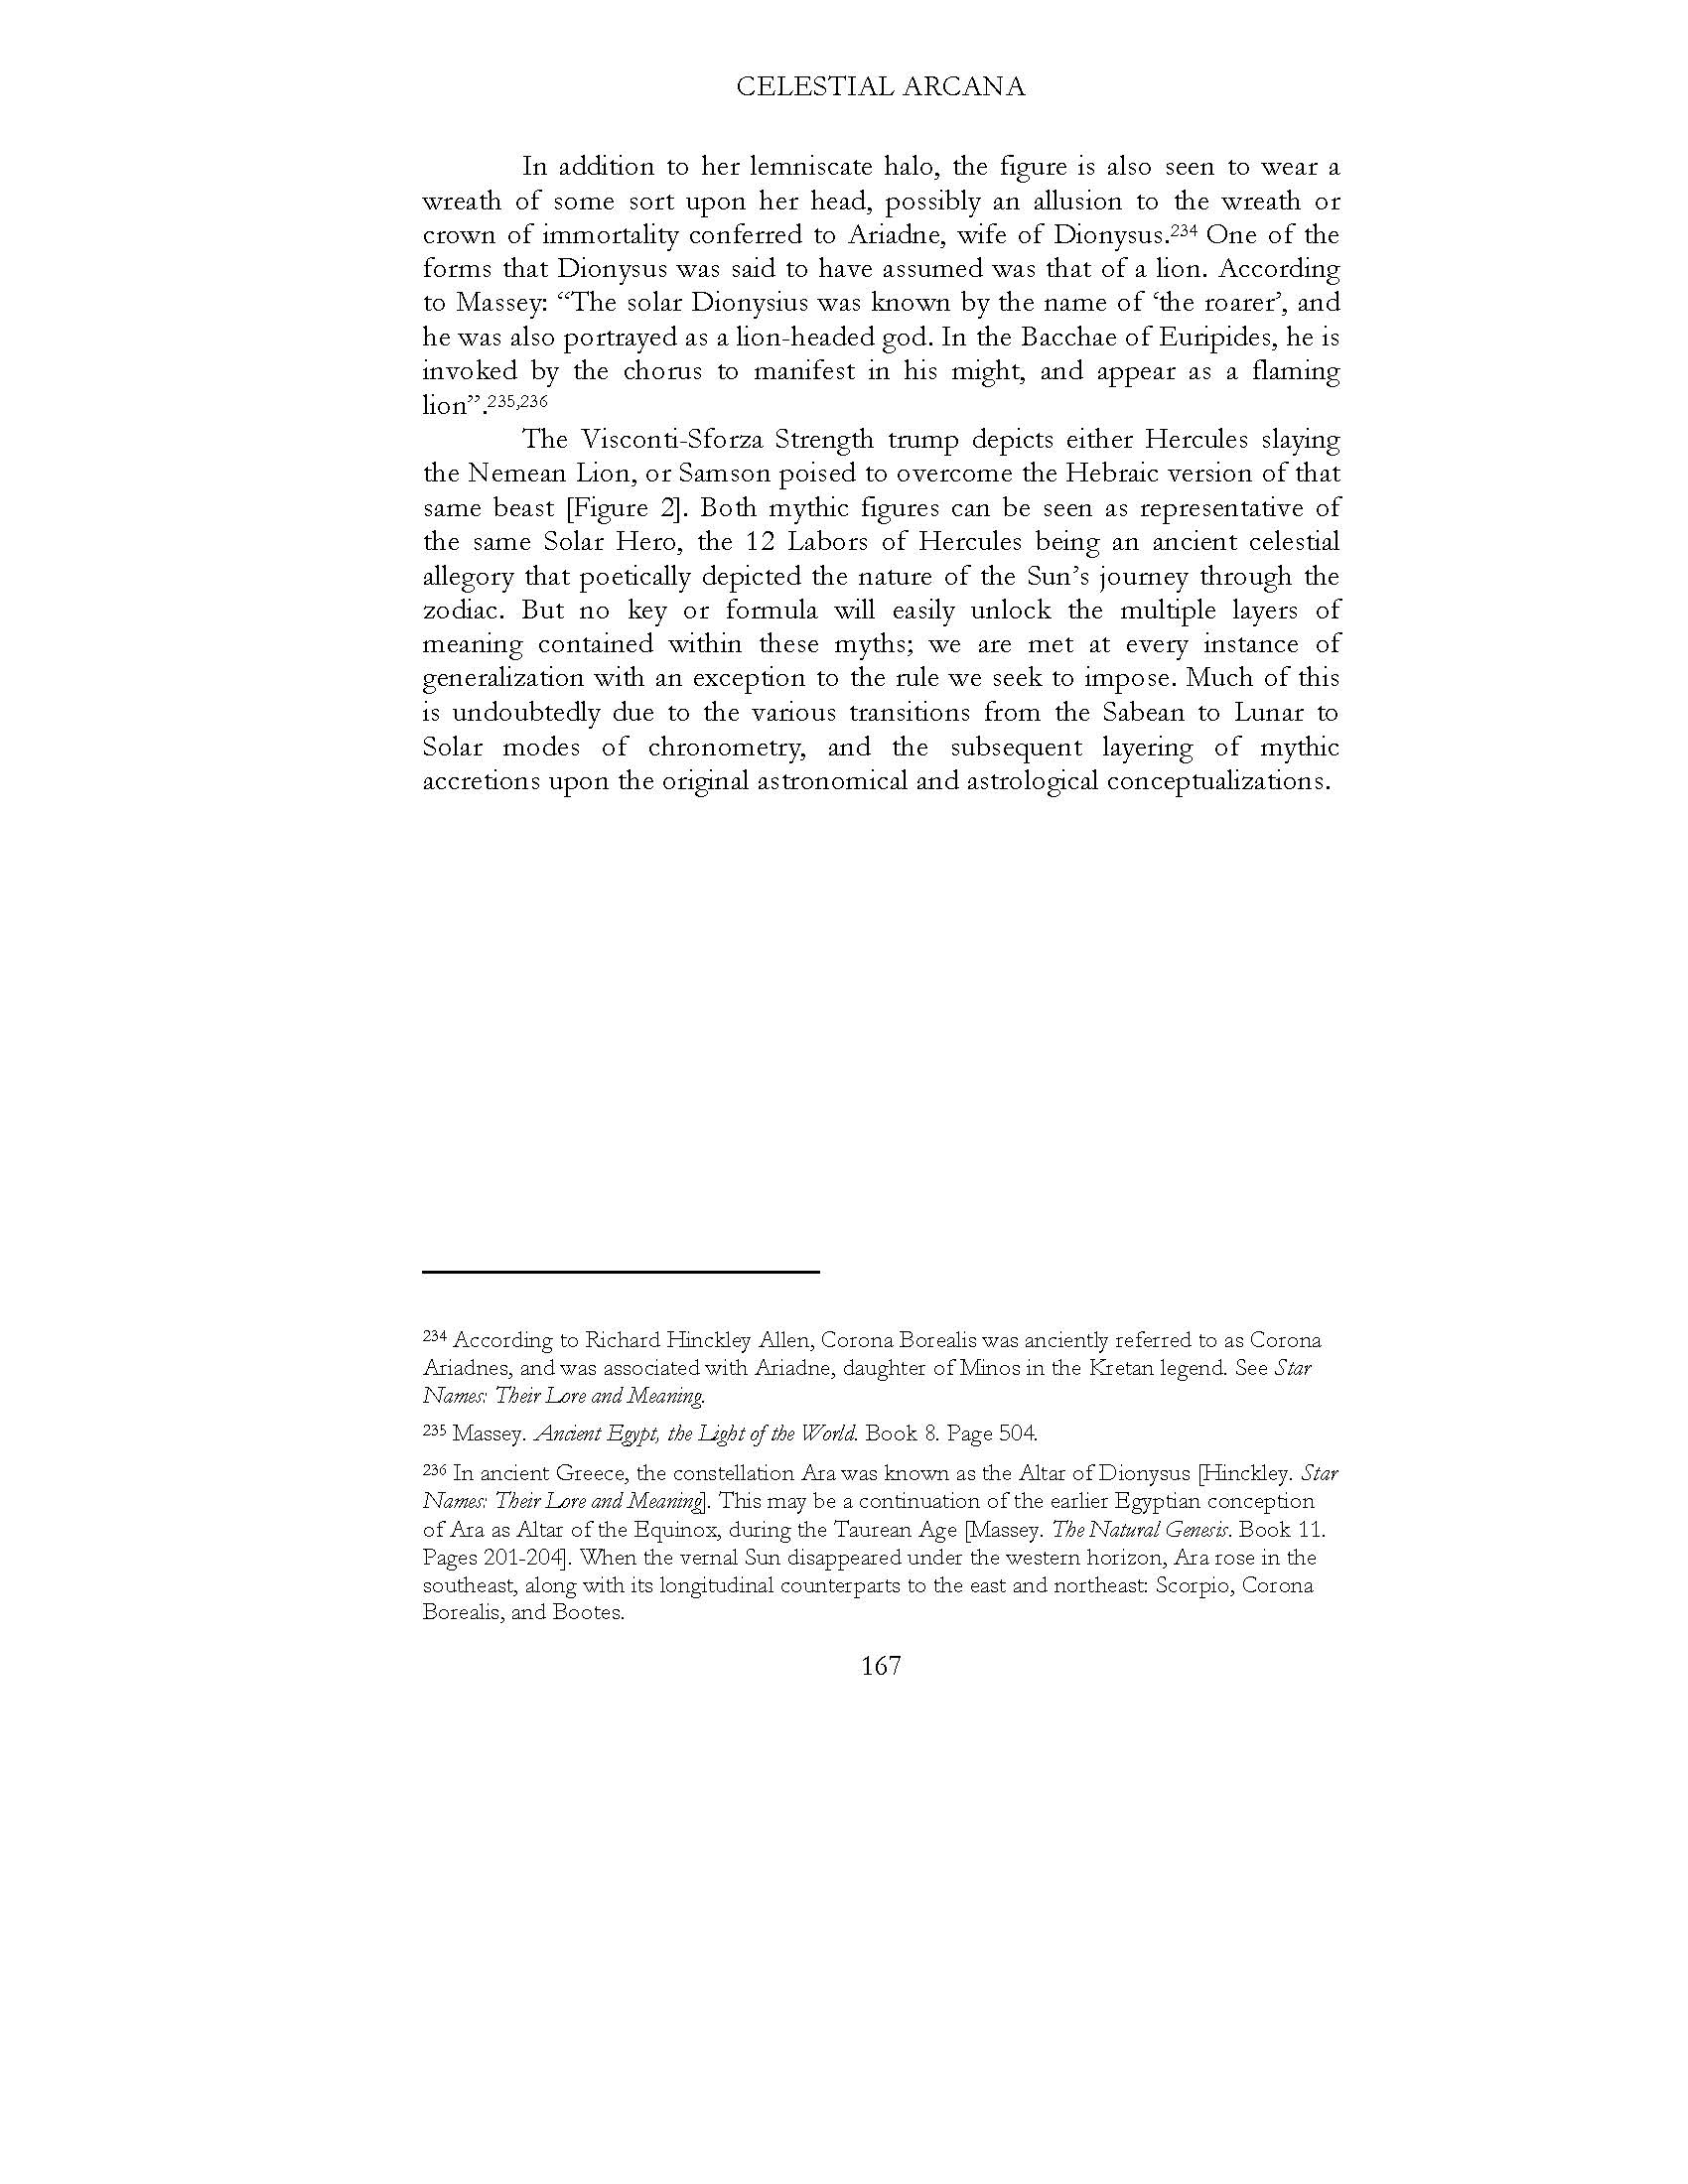 CELESTIAL ARCANA
In addition to her lemniscate halo, the figure is also seen to wear a
wreath of some sort upon her head, possibly an allusion to the wreath or
crown of immortality conferred to Ariadne, wife of Dionysus.234 One of the
forms that Dionysus was said to have assumed was that of a lion. According
to Massey: “The solar Dionysius was known by the name of ‘the roarer’, and
he was also portrayed as a lion-headed god. In the Bacchae of Euripides, he is
invoked by the chorus to manifest in his might, and appear as a flaming
lion”.235,236
The Visconti-Sforza Strength trump depicts either Hercules slaying
the Nemean Lion, or Samson poised to overcome the Hebraic version of that
same beast [Figure 2]. Both mythic figures can be seen as representative of
the same Solar Hero, the 12 Labors of Hercules being an ancient celestial
allegory that poetically depicted the nature of the Sun’s journey through the
zodiac. But no key or formula will easily unlock the multiple layers of
meaning contained within these myths; we are met at every instance of
generalization with an exception to the rule we seek to impose. Much of this
is undoubtedly due to the various transitions from the Sabean to Lunar to
Solar modes of chronometry, and the subsequent layering of mythic
accretions upon the original astronomical and astrological conceptualizations.
234 According to Richard Hinckley Allen, Corona Borealis was anciently referred to as Corona
Ariadnes, and was associated with Ariadne, daughter of Minos in the Kretan legend. See Star
Names: Their Lore and Meaning.
235 Massey. Ancient Egypt, the Light of the World. Book 8. Page 504.
236 In ancient Greece, the constellation Ara was known as the Altar of Dionysus [Hinckley. Star
Names: Their Lore and Meaning]. This may be a continuation of the earlier Egyptian conception
of Ara as Altar of the Equinox, during the Taurean Age [Massey. The Natural Genesis. Book 11.
Pages 201-204]. When the vernal Sun disappeared under the western horizon, Ara rose in the
southeast, along with its longitudinal counterparts to the east and northeast: Scorpio, Corona
Borealis, and Bootes.
167